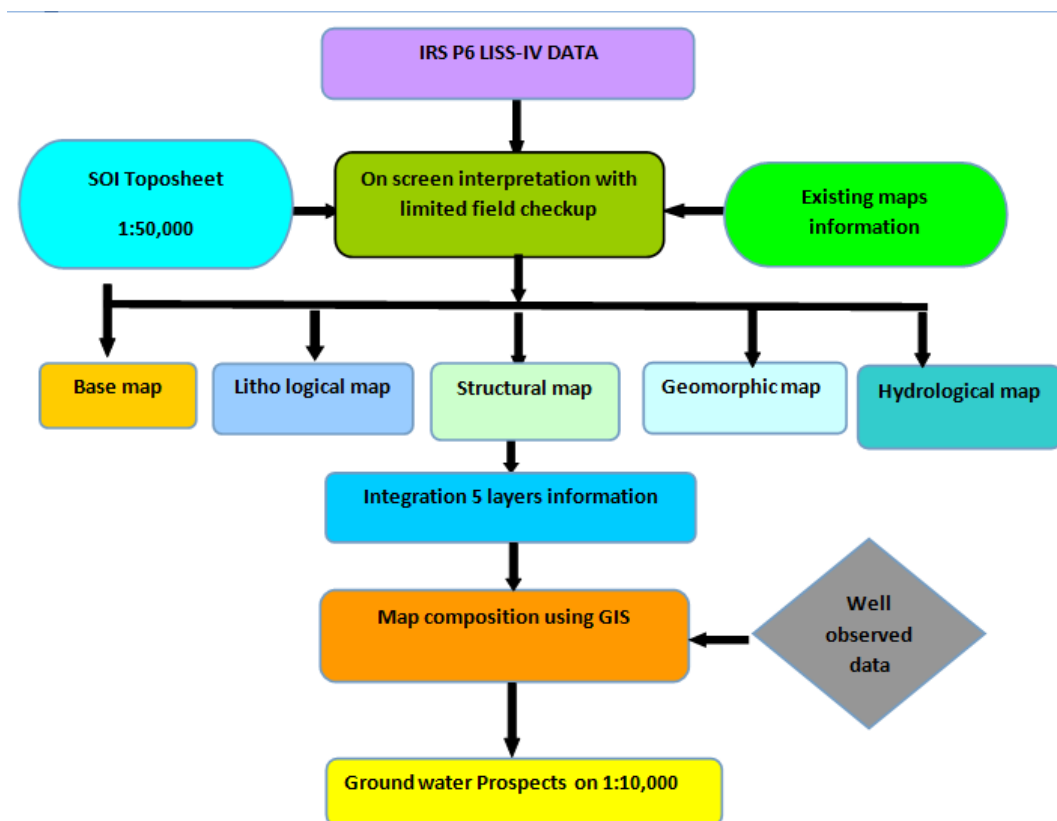 IRS P6 LISS-IV DATA
SOI Toposheet
1:50,000
On screen interpretation with
limited field checkup
Existing maps
information
Base map
Litho logical map
Structural map
Geomorphic map
Hydrological map
Integration 5 layers information
Map composition using GIS
Well
observed
data
Ground water Prospects on 1:10,000